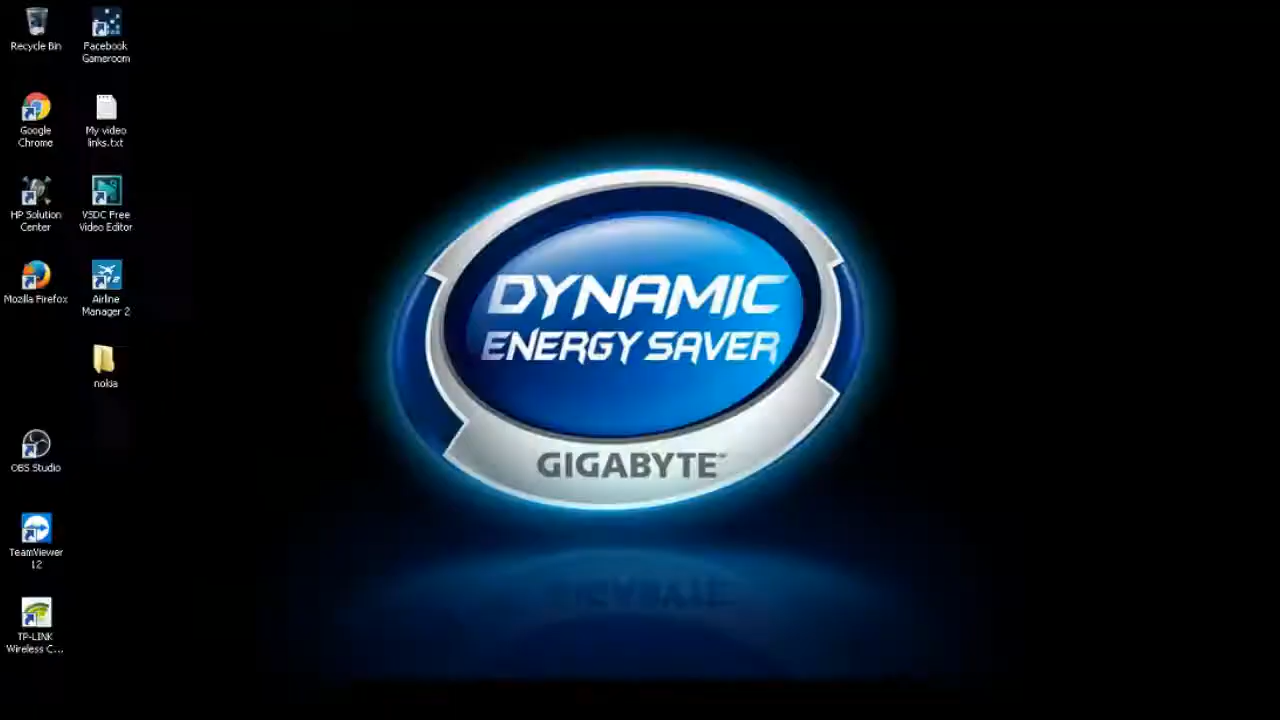 Recycle Bin
Facebook
Gameroom
Google
Chrome
My video
links.txt
HP Solution
Center
VSDC Free
Video Editor
Mozilla Firefox
Airline
Manager 2
nokia
OBS Studio
TeamViewer
12
TP-LINK
Wireless C...
DYNAMIC
ENERGY SAVER
GIGABYTE™